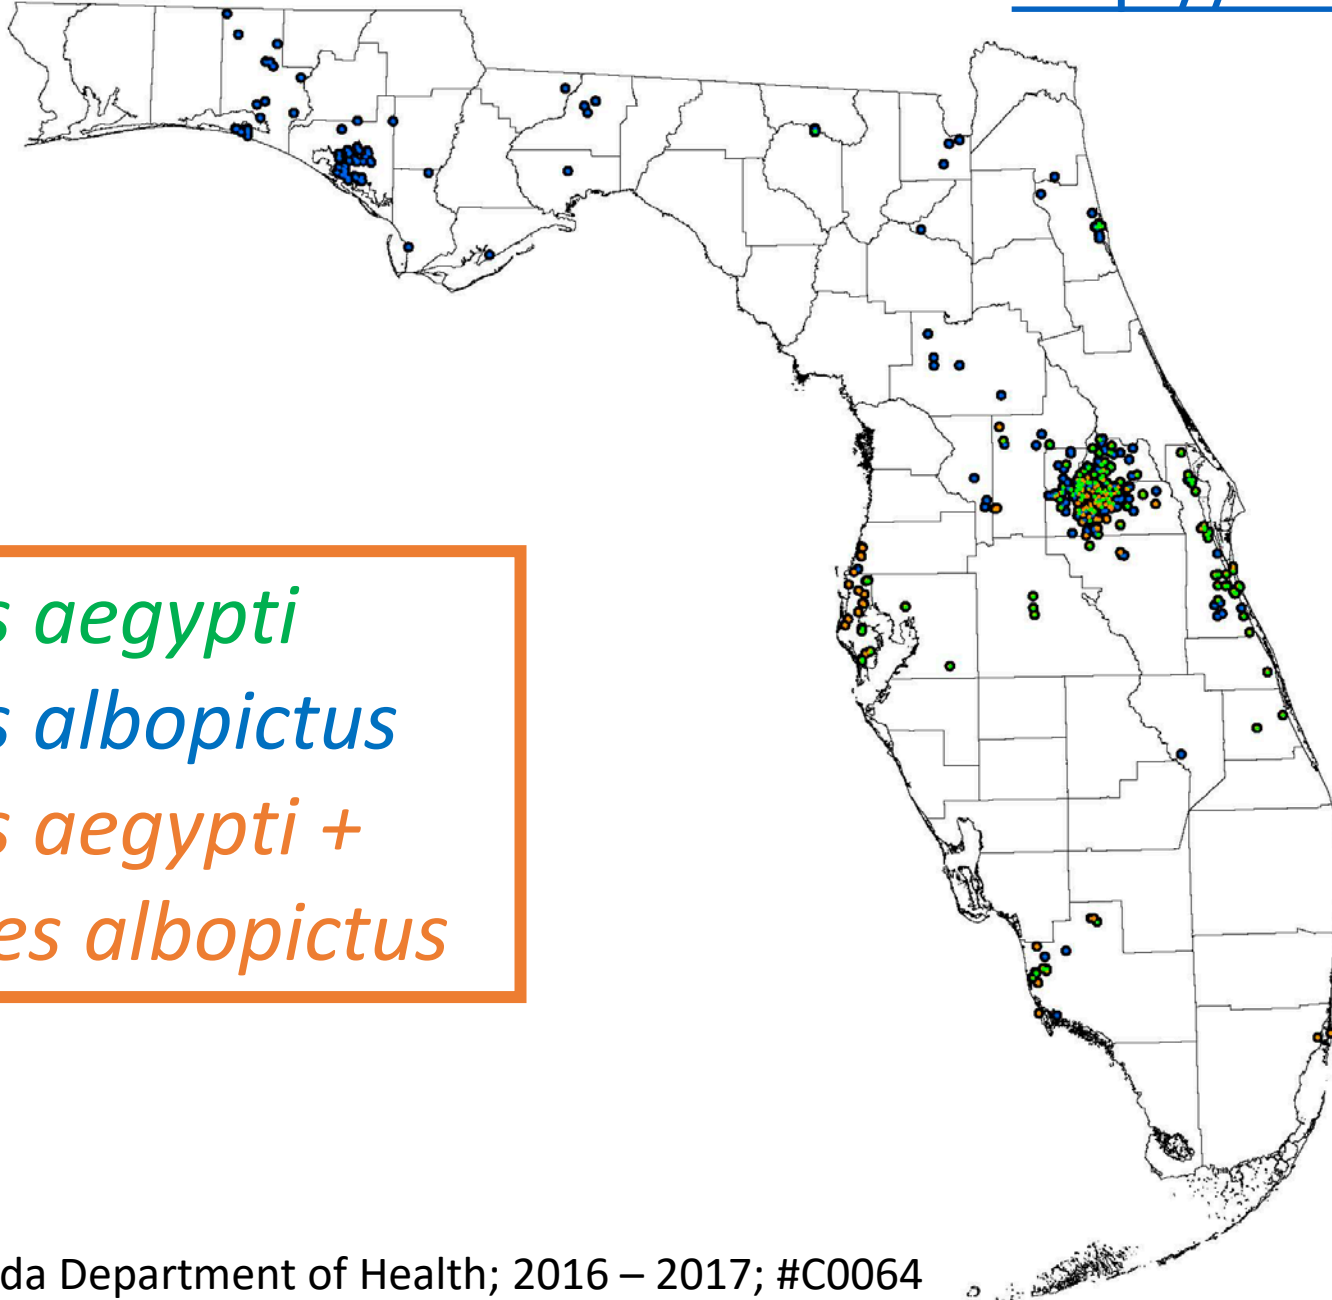 s aegypti
s albopictus
s aegypti +
es albopictus
da Department of Health; 2016 – 2017; #C0064